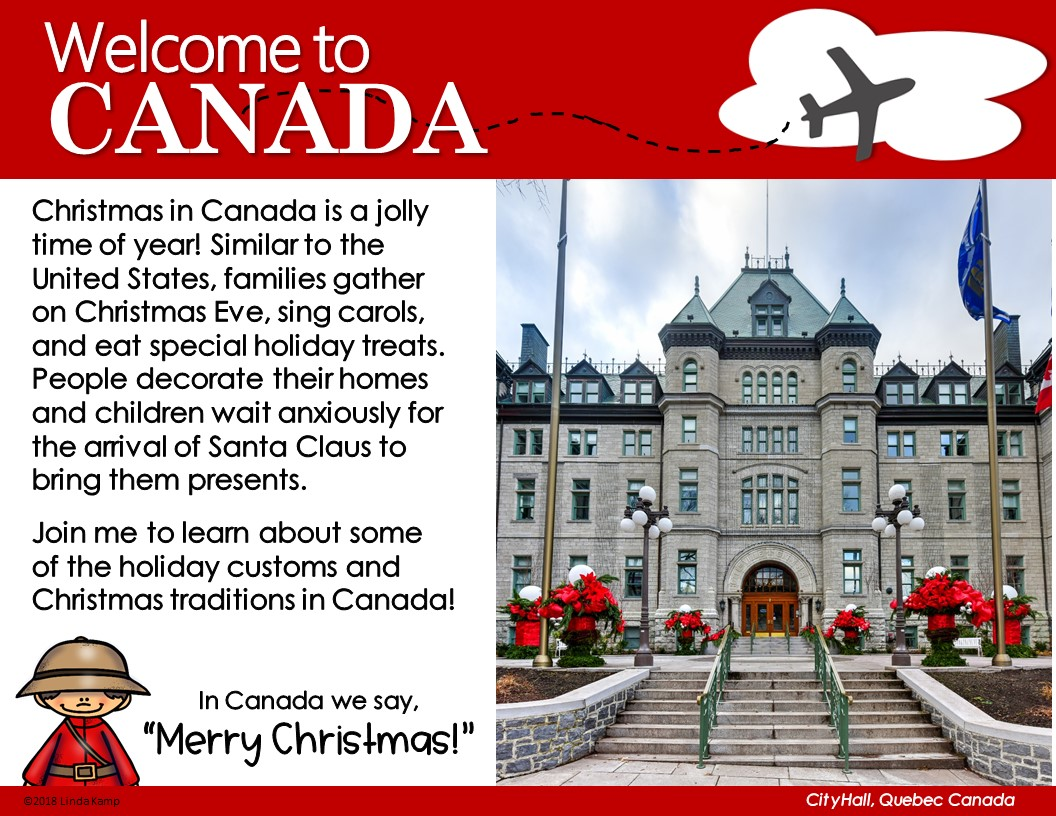 Welcome to
CANADA
Christmas in Canada is a jolly
time of year! Similar to the
United States, families gather
on Christmas Eve, sing carols,
and eat special holiday treats.
People decorate their homes
and children wait anxiously for
the arrival of Santa Claus to
bring them presents.
Join me to learn about some
of the holiday customs and
Christmas traditions in Canada!
In Canada we say,
“Merry Christmas!”
©2018 Linda Kamp
CityHall, Quebec Canada